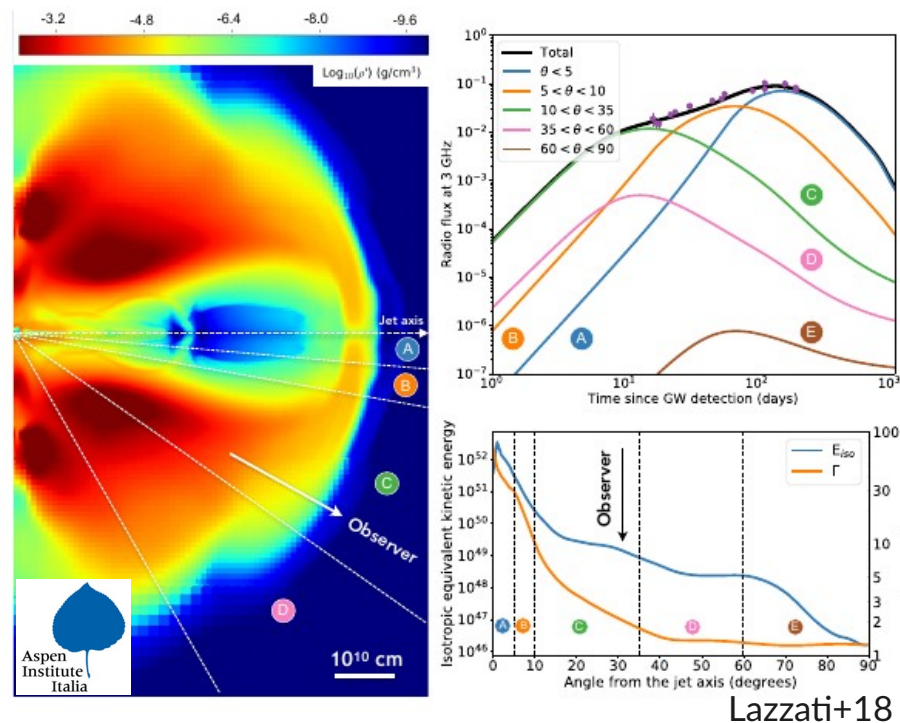 -3.2 -4.8 -6.4 -8.0 -9.6
Log₁₀(ρ') (g/cm³)
Jet axis
A
B
C
Observer
D
10¹⁰ cm
Aspen
Institute
Italia
Total
θ < 5
5 < θ < 10
10 < θ < 35
35 < θ < 60
60 < θ < 90
Radio flux at 3 GHz
10⁰
10⁻¹
10⁻²
10⁻³
10⁻⁴
10⁻⁵
10⁻⁶
10⁻⁷
C
D
E
B
A
10⁰ 10¹ 10² 10³
Time since GW detection (days)
Isotropic equivalent kinetic energy
10⁵²
10⁵¹
10⁵⁰
10⁴⁹
10⁴⁸
10⁴⁷
10⁴⁶
Observer
E_iso
Γ
100
30
10
5
3
2
1
A B C D E
0 10 20 30 40 50 60 70 80 90
Angle from the jet axis (degrees)
Lazzati+18